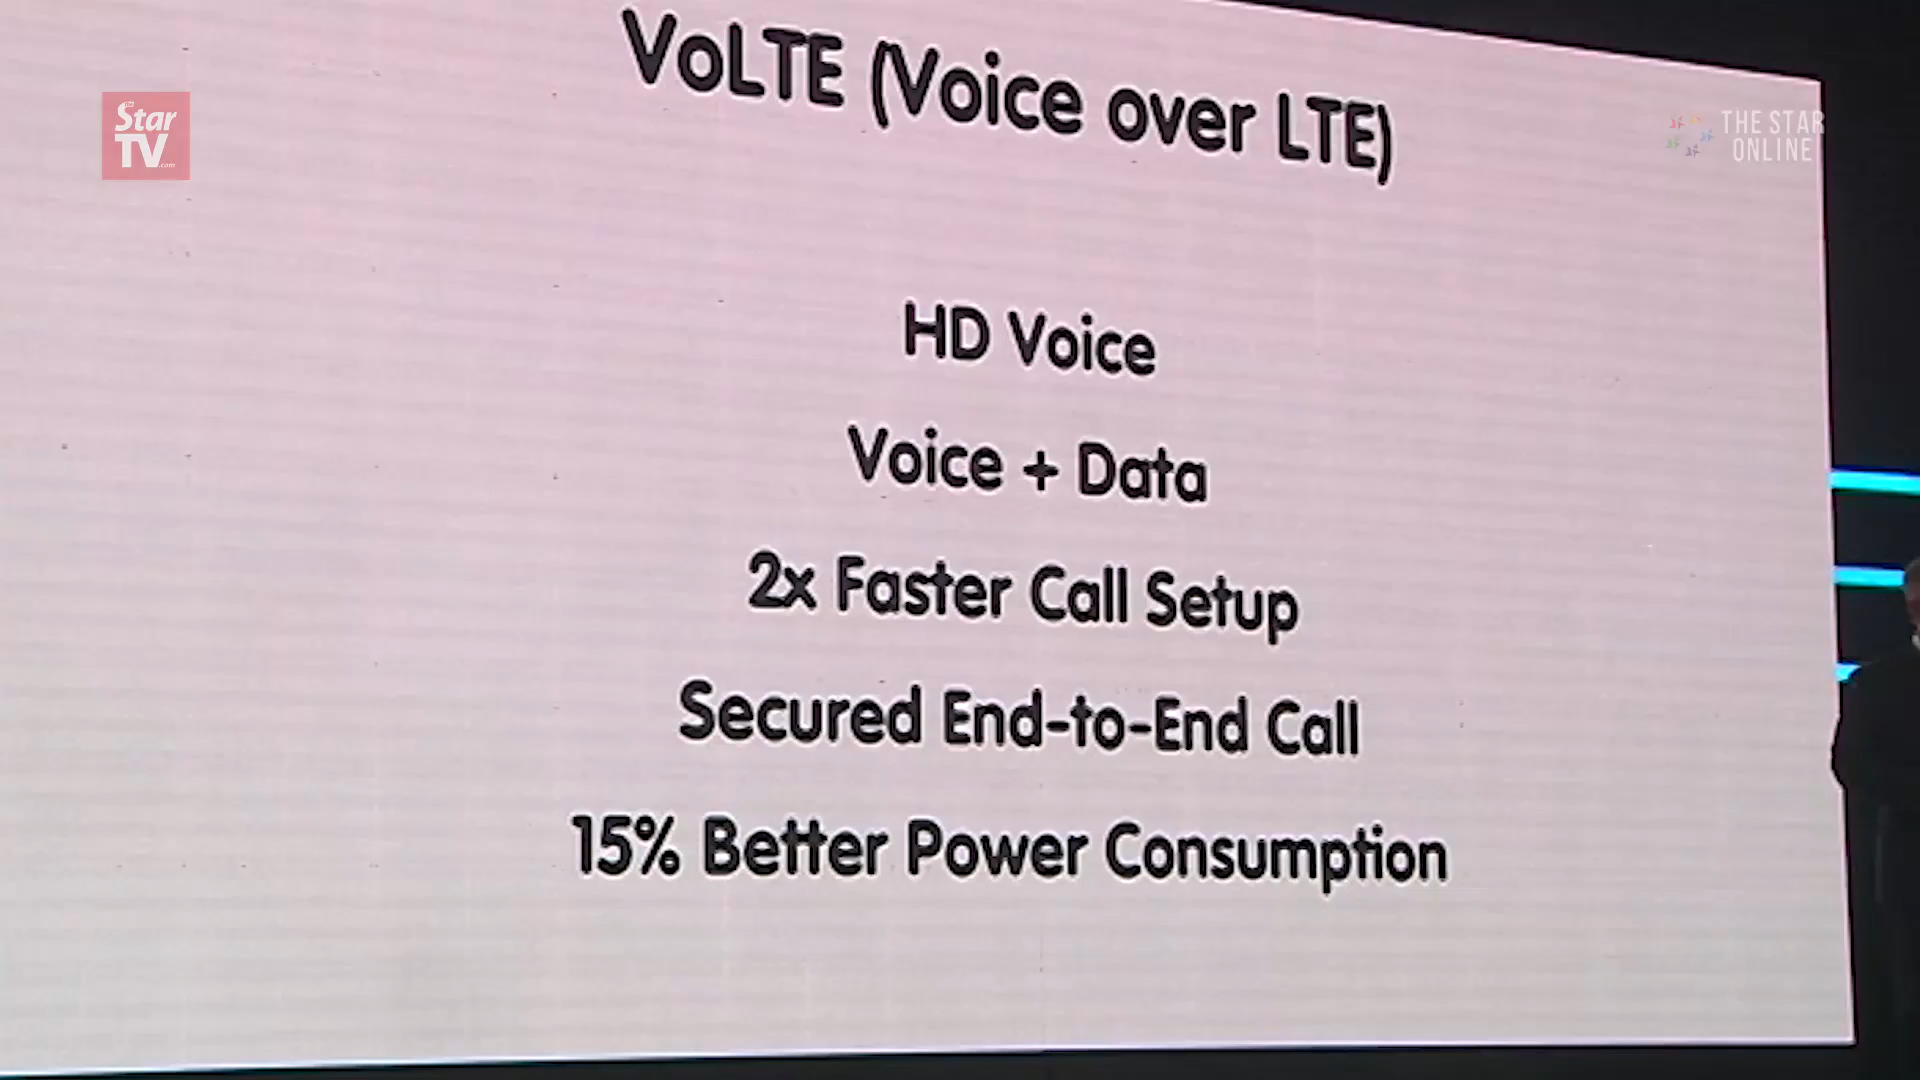 VoLTE (Voice over LTE)
Star
TV.com
THE STAR
ONLINE
HD Voice
Voice + Data
2x Faster Call Setup
Secured End-to-End Call
15% Better Power Consumption